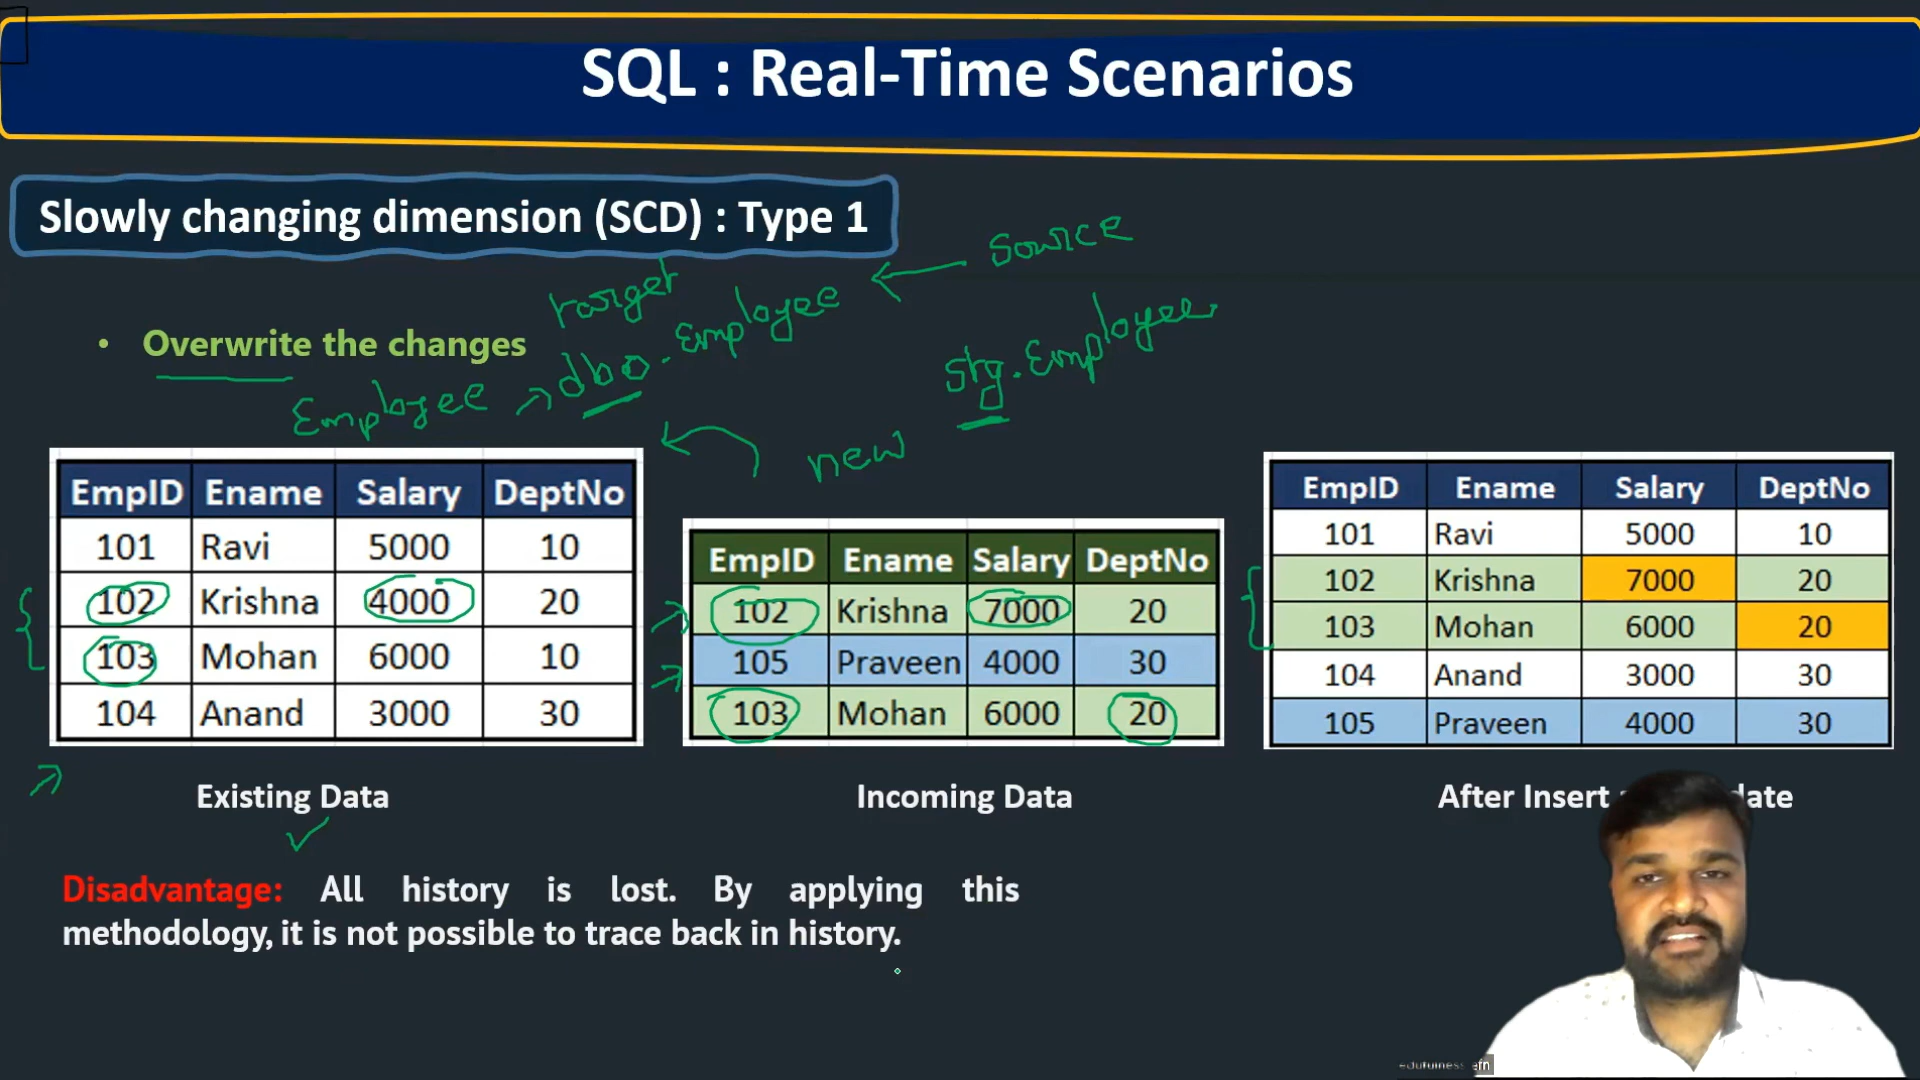 SQL : Real-Time Scenarios
Slowly changing dimension (SCD) : Type 1
Source
target
• Overwrite the changes
dbo.Employee
stg.Employee
Employee
new
EmpID Ename Salary DeptNo
101 Ravi 5000 10
102 Krishna 4000 20
103 Mohan 6000 10
104 Anand 3000 30
Existing Data
EmpID Ename Salary DeptNo
102 Krishna 7000 20
105 Praveen 4000 30
103 Mohan 6000 20
Incoming Data
EmpID Ename Salary DeptNo
101 Ravi 5000 10
102 Krishna 7000 20
103 Mohan 6000 20
104 Anand 3000 30
105 Praveen 4000 30
After Insert date
Disadvantage: All history is lost. By applying this
methodology, it is not possible to trace back in history.